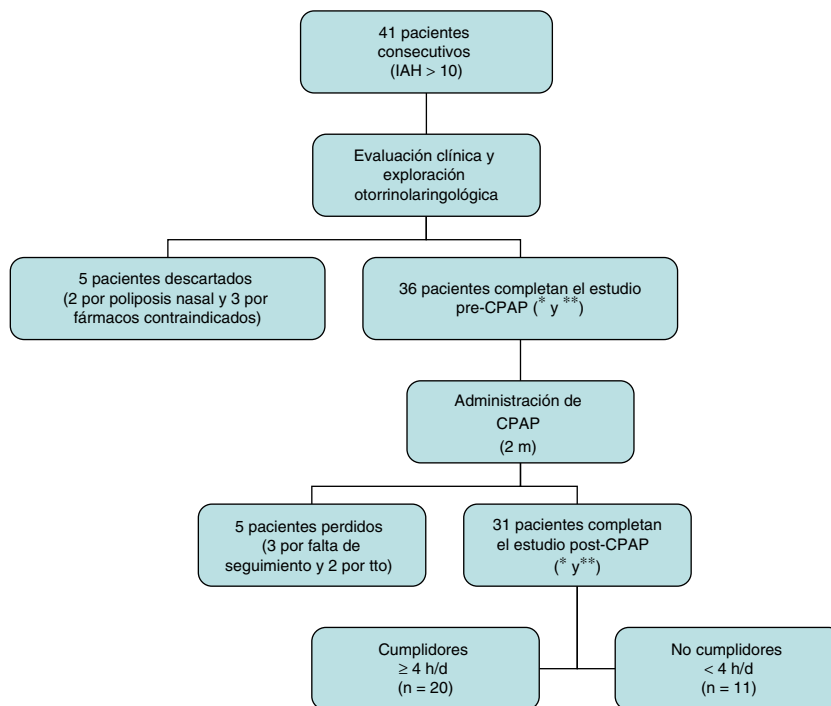 41 pacientes
consecutivos
(IAH > 10)
Evaluación clínica y
exploración
otorrinolaringológica
5 pacientes descartados
(2 por poliposis nasal y 3 por
fármacos contraindicados)
36 pacientes completan el estudio
pre-CPAP (* y **)
Administración de
CPAP
(2 m)
5 pacientes perdidos
(3 por falta de
seguimiento y 2 por tto)
31 pacientes completan
el estudio post-CPAP
(* y**)
Cumplidores
≥ 4 h/d
(n = 20)
No cumplidores
< 4 h/d
(n = 11)